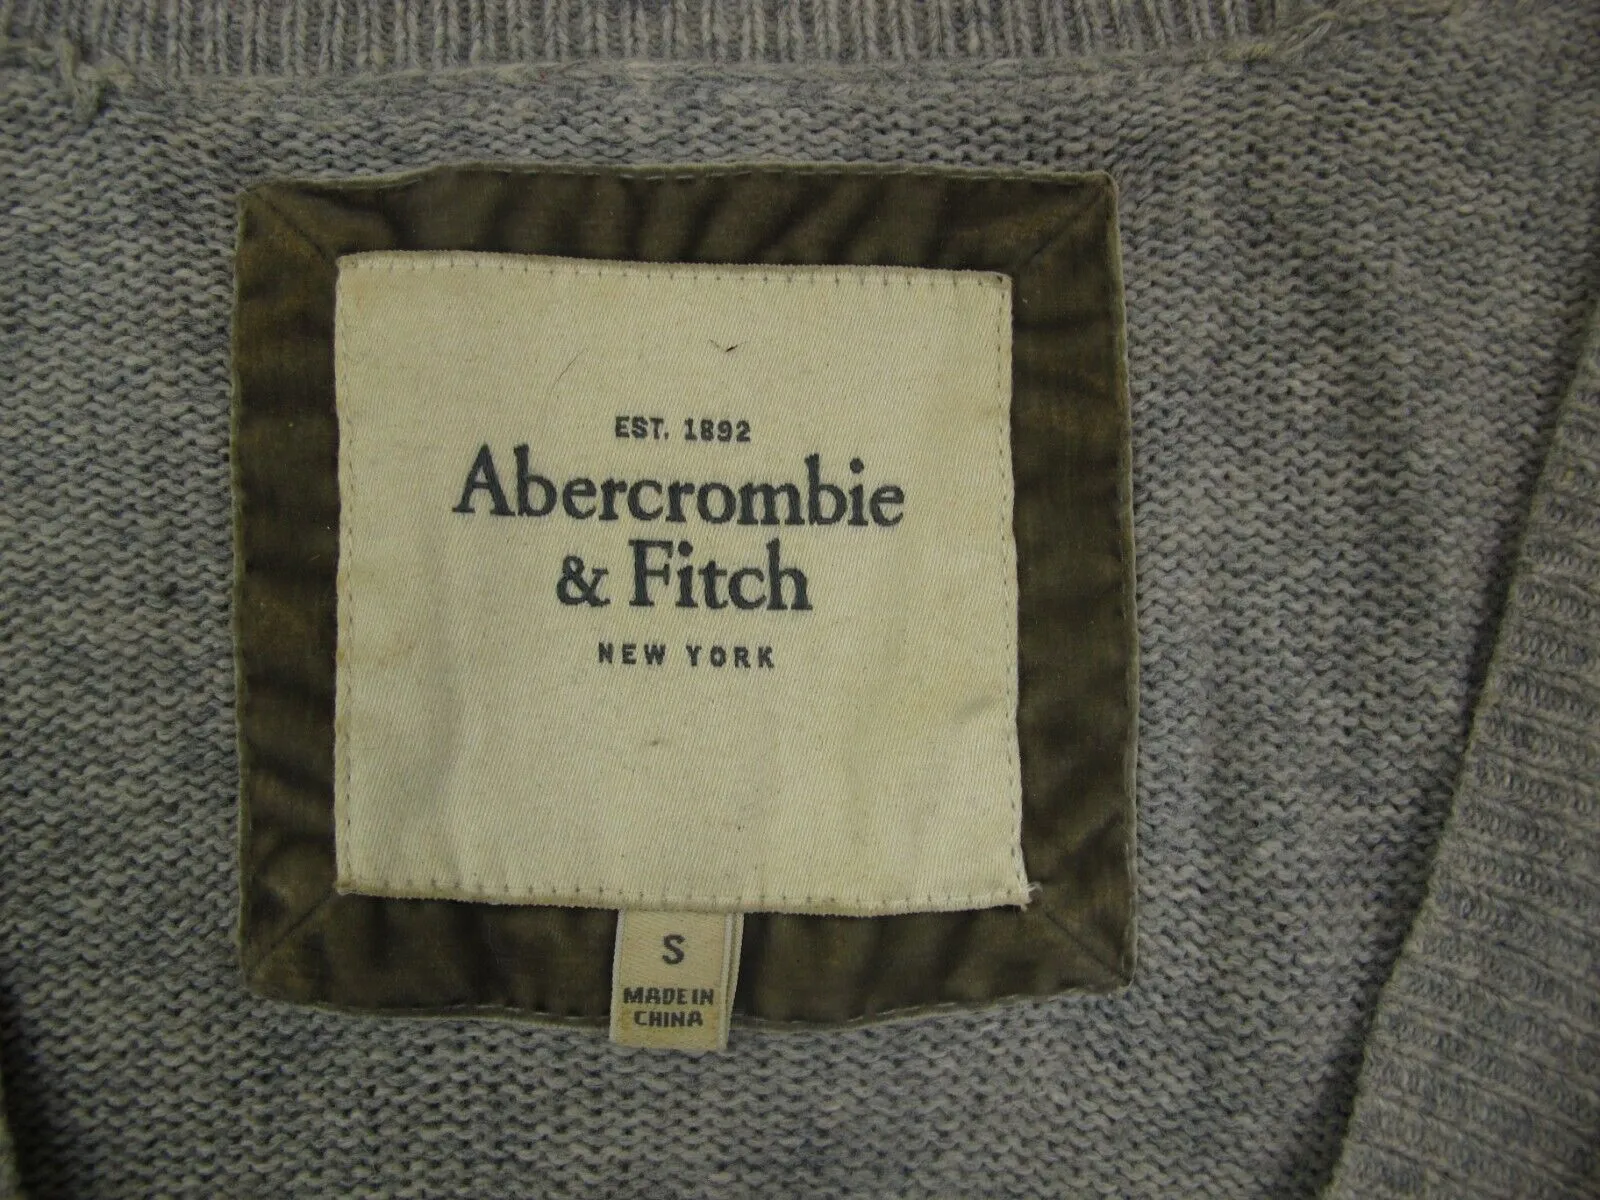 EST. 1892
Abercrombie
& Fitch
NEW YORK
S
MADE IN
CHINA